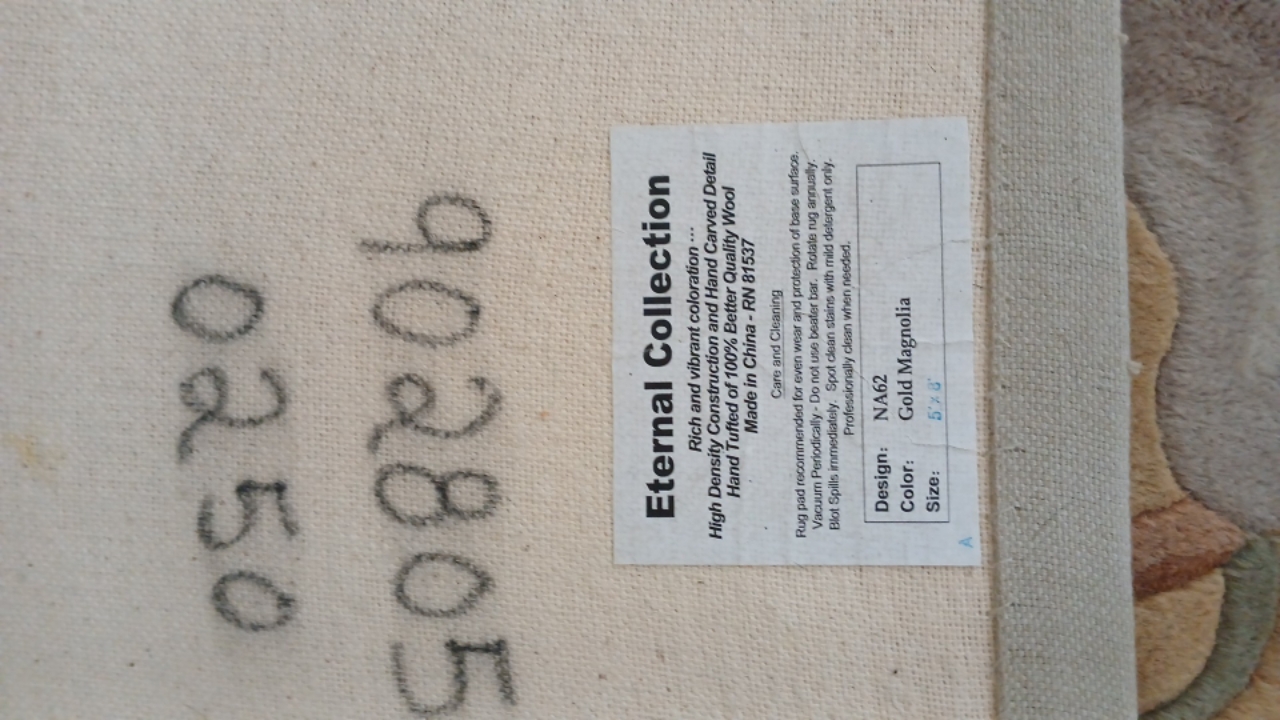 Eternal Collection
Rich and vibrant coloration ...
High Density Construction and Hand Carved Detail
Hand Tufted of 100% Better Quality Wool
Made in China - RN 81537
Care and Cleaning
Rug pad recommended for even wear and protection of base surface.
Vacuum Periodically - Do not use beater bar. Rotate rug annually.
Blot Spills immediately. Spot clean stains with mild detergent only.
Professionally clean when needed.
Design: NA62
Color: Gold Magnolia
Size: 5' x 8'
A
902805
0250